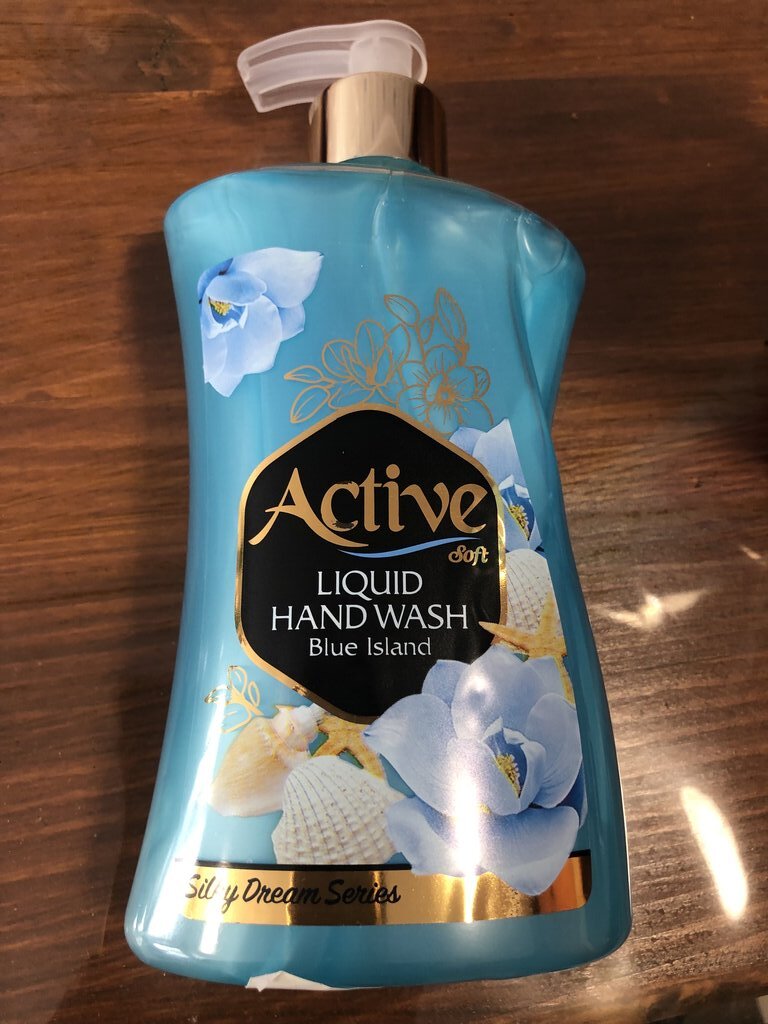 Active
Soft
LIQUID
HAND WASH
Blue Island
Silky Dream Series